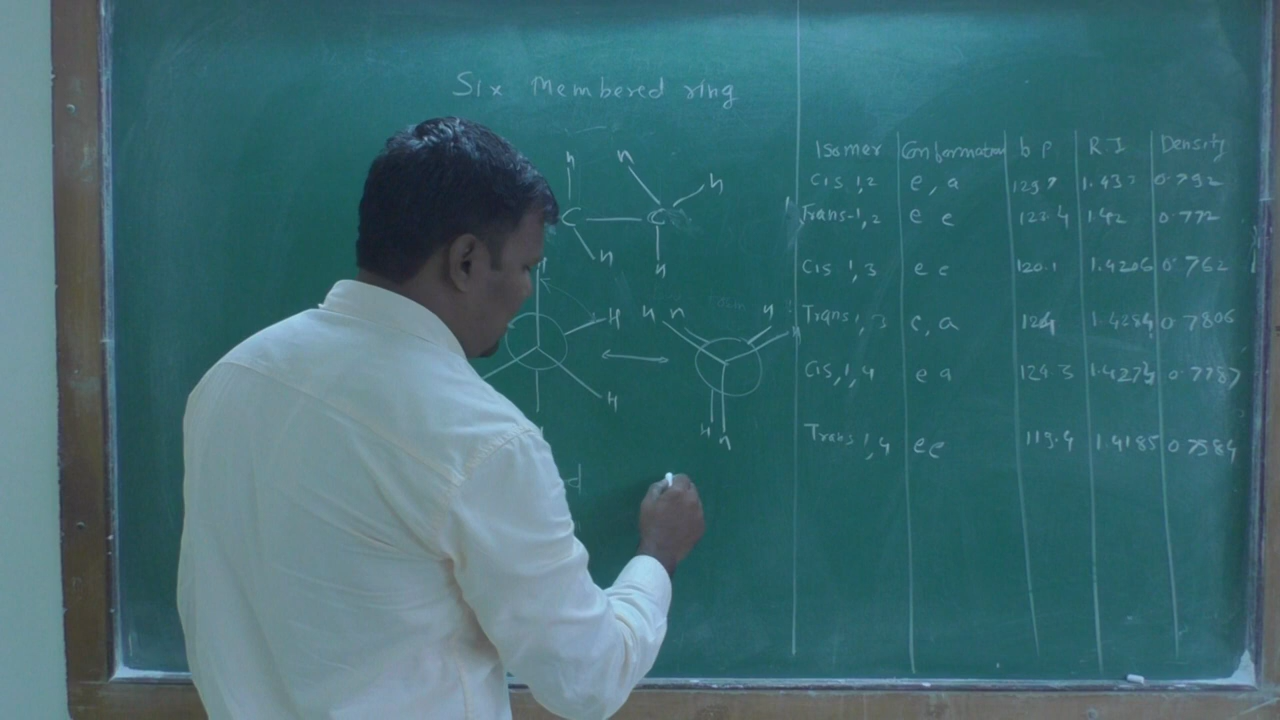 Six Membered ring
n n n
C C
n n
H
H n n n H
H
H n
d
Isomer Conformation b p R.I Density
Cis 1,2 e, a 129.7 0.792
Trans-1,2 e e 123.4 1.42 0.772
Cis 1,3 e e 120.1 1.4206 0.762
Trans 1,3 e, a 124 1.4284 0.7806
Cis, 1,4 e a 124.3 1.4273 0.7787
Trans 1,4 ee 119.4 1.4185 0.7584